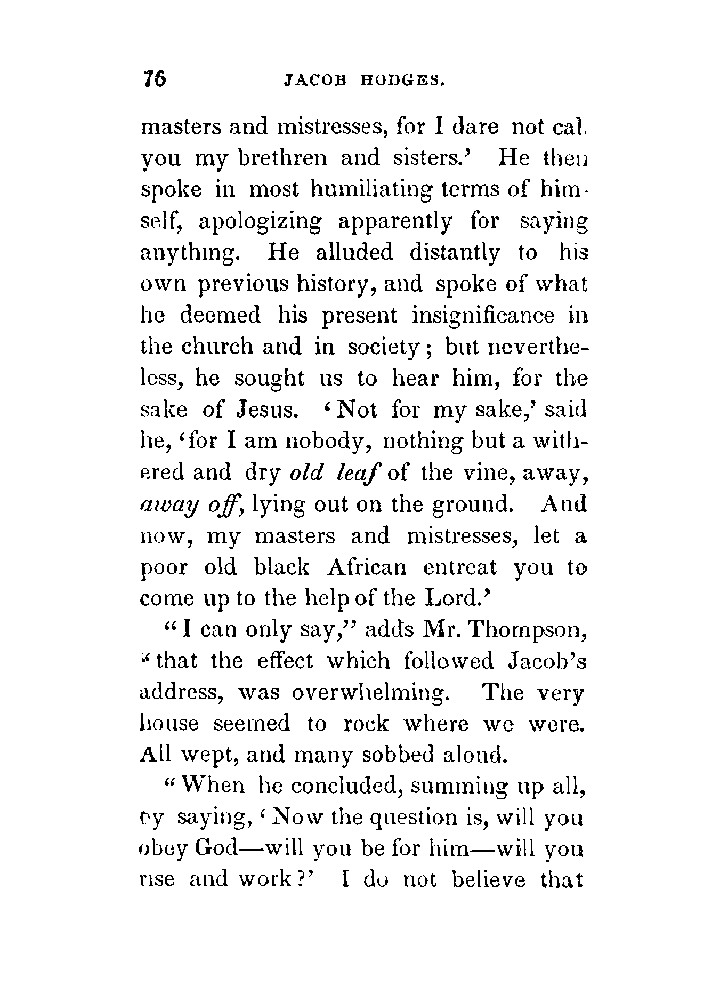 76 JACOB HODGES.
masters and mistresses, for I dare not cal.
you my brethren and sisters.’ He then
spoke in most humiliating terms of him-
self, apologizing apparently for saying
anything. He alluded distantly to his
own previous history, and spoke of what
he deemed his present insignificance in
the church and in society; but neverthe-
less, he sought us to hear him, for the
sake of Jesus. ‘Not for my sake,’ said
he, ‘for I am nobody, nothing but a with-
ered and dry old leaf of the vine, away,
away off, lying out on the ground. And
now, my masters and mistresses, let a
poor old black African entreat you to
come up to the help of the Lord.’
“I can only say,” adds Mr. Thompson,
“that the effect which followed Jacob’s
address, was overwhelming. The very
house seemed to rock where we were.
All wept, and many sobbed aloud.
“When he concluded, summing up all,
by saying, ‘Now the question is, will you
obey God—will you be for him—will you
rise and work?’ I do not believe that